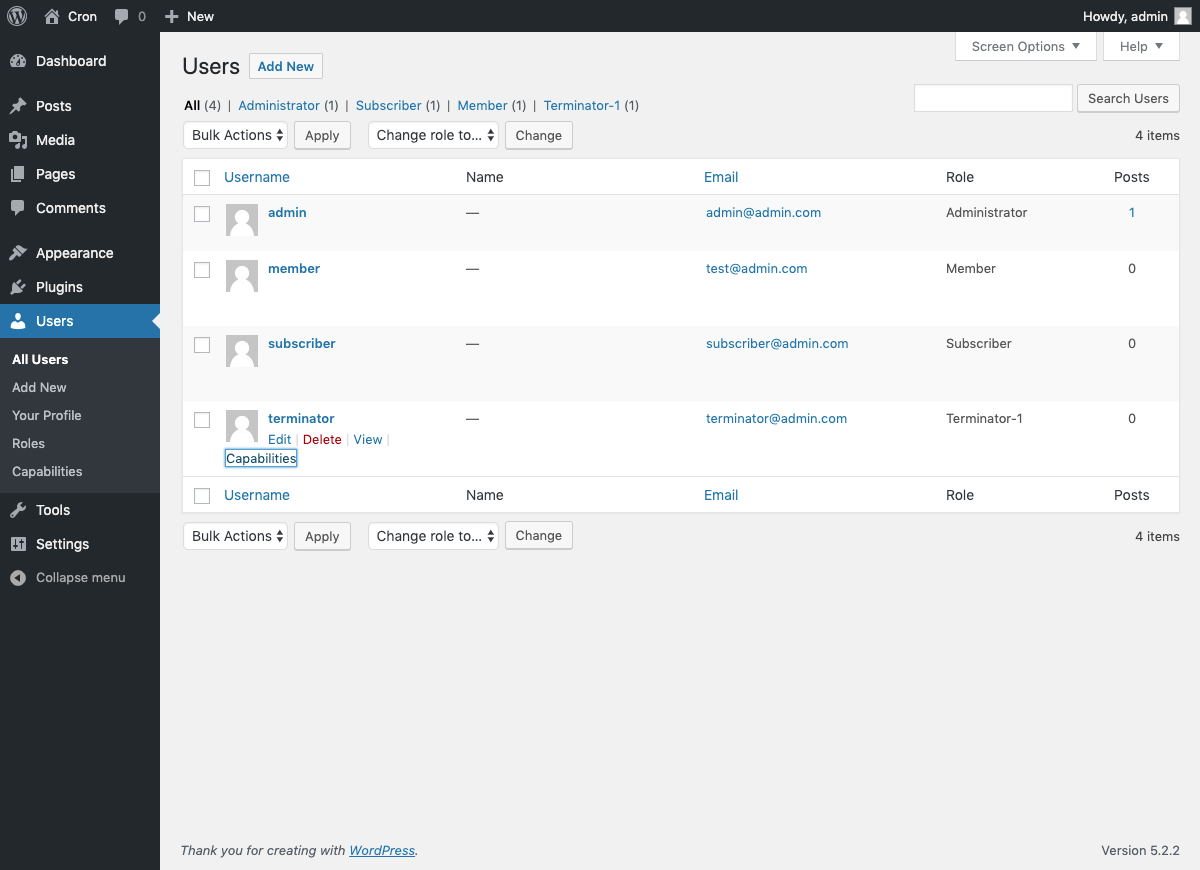 Cron 0 New Howdy, admin
Dashboard
Posts
Media
Pages
Comments
Appearance
Plugins
Users
All Users
Add New
Your Profile
Roles
Capabilities
Tools
Settings
Collapse menu
Screen Options Help
Users Add New
All (4) | Administrator (1) | Subscriber (1) | Member (1) | Terminator-1 (1)
Search Users
Bulk Actions Apply Change role to... Change 4 items
Username Name Email Role Posts
admin — admin@admin.com Administrator 1
member — test@admin.com Member 0
subscriber — subscriber@admin.com Subscriber 0
terminator — terminator@admin.com Terminator-1 0
Edit | Delete | View |
Capabilities
Username Name Email Role Posts
Bulk Actions Apply Change role to... Change 4 items
Thank you for creating with WordPress. Version 5.2.2